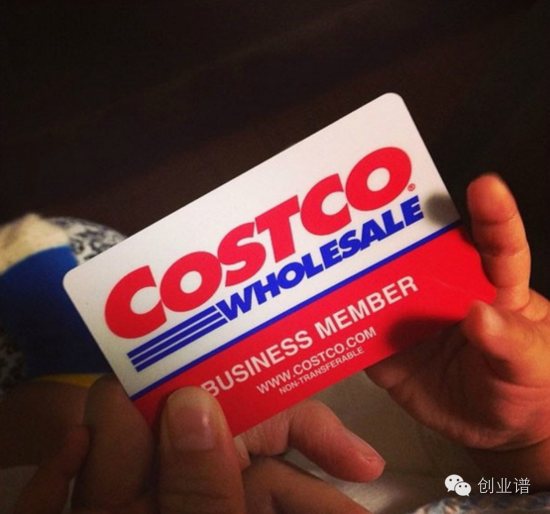 COSTCO®
WHOLESALE
BUSINESS MEMBER
WWW.COSTCO.COM
NON-TRANSFERABLE
创业谱